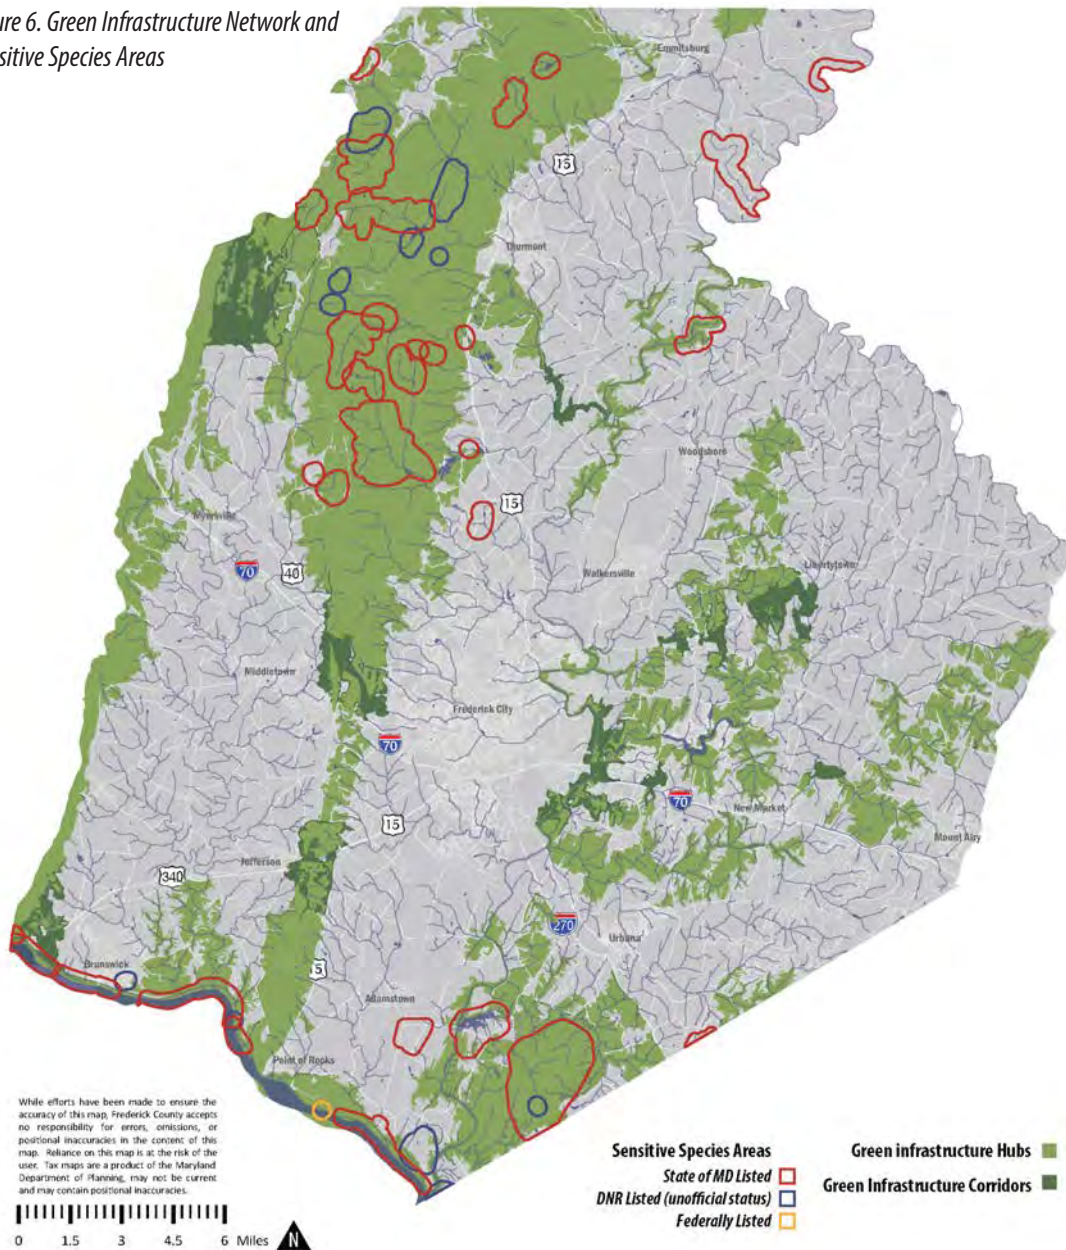 ure 6. Green Infrastructure Network and
sitive Species Areas
Emmitsburg
15
Thurmont
Woodsboro
15
Myersville
70
40
Walkersville
Libertytown
Middletown
Frederick City
70
70
New Market
15
Mount Airy
Jefferson
340
270
Urbana
Brunswick
5
Adamstown
Point of Rocks
While efforts have been made to ensure the
accuracy of this map, Frederick County accepts
no responsibility for errors, omissions, or
positional inaccuracies in the content of this
map. Reliance on this map is at the risk of the
user. Tax maps are a product of the Maryland
Department of Planning, may not be current
and may contain positional inaccuracies.
0 1.5 3 4.5 6 Miles N
Sensitive Species Areas
State of MD Listed
DNR Listed (unofficial status)
Federally Listed
Green infrastructure Hubs
Green Infrastructure Corridors